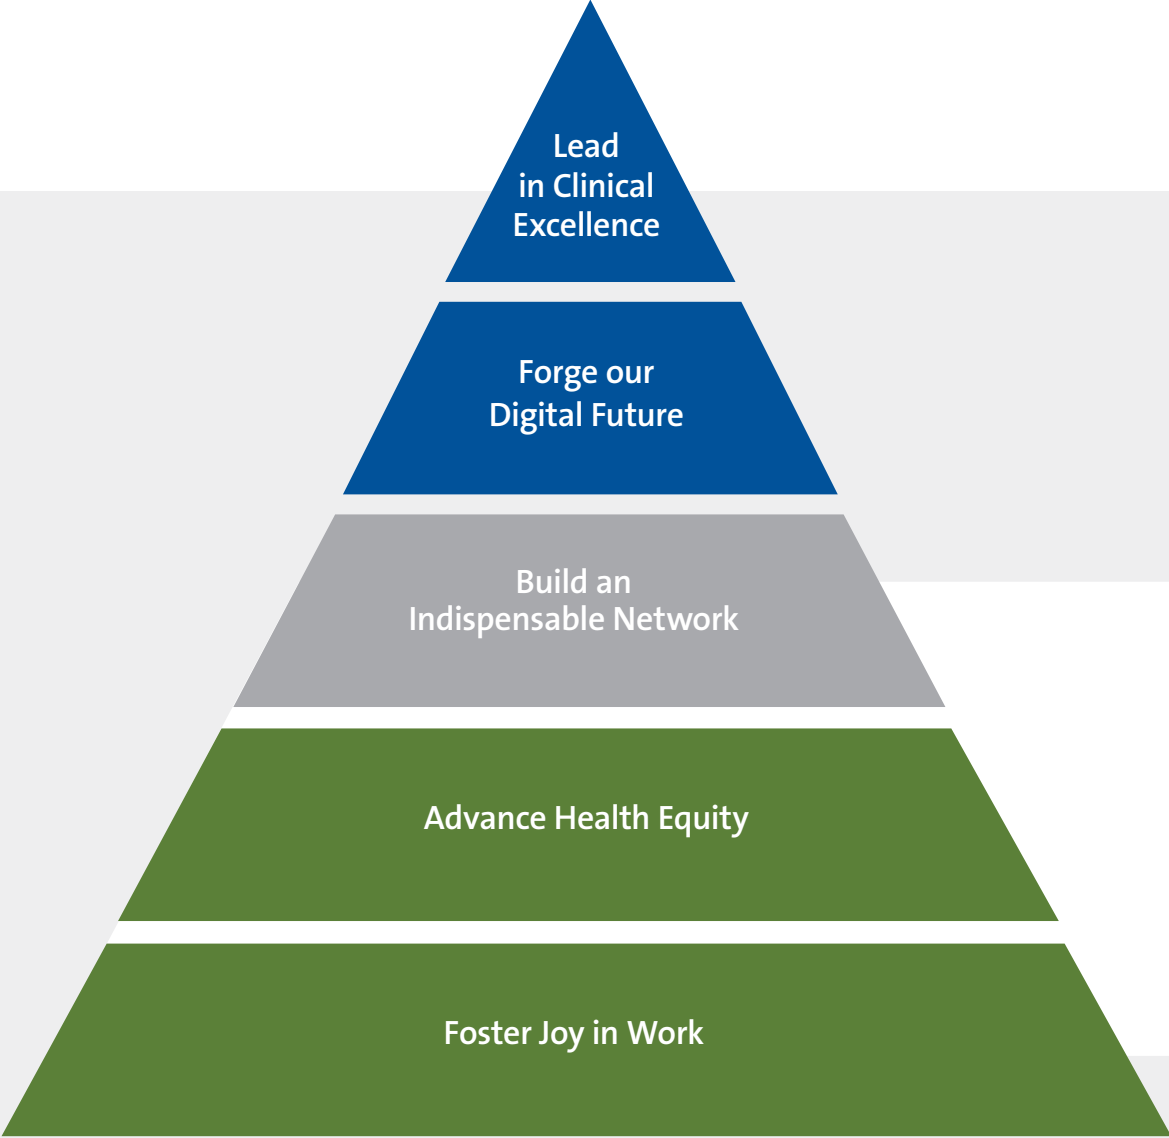 Lead
in Clinical
Excellence
Forge our
Digital Future
Build an
Indispensable Network
Advance Health Equity
Foster Joy in Work